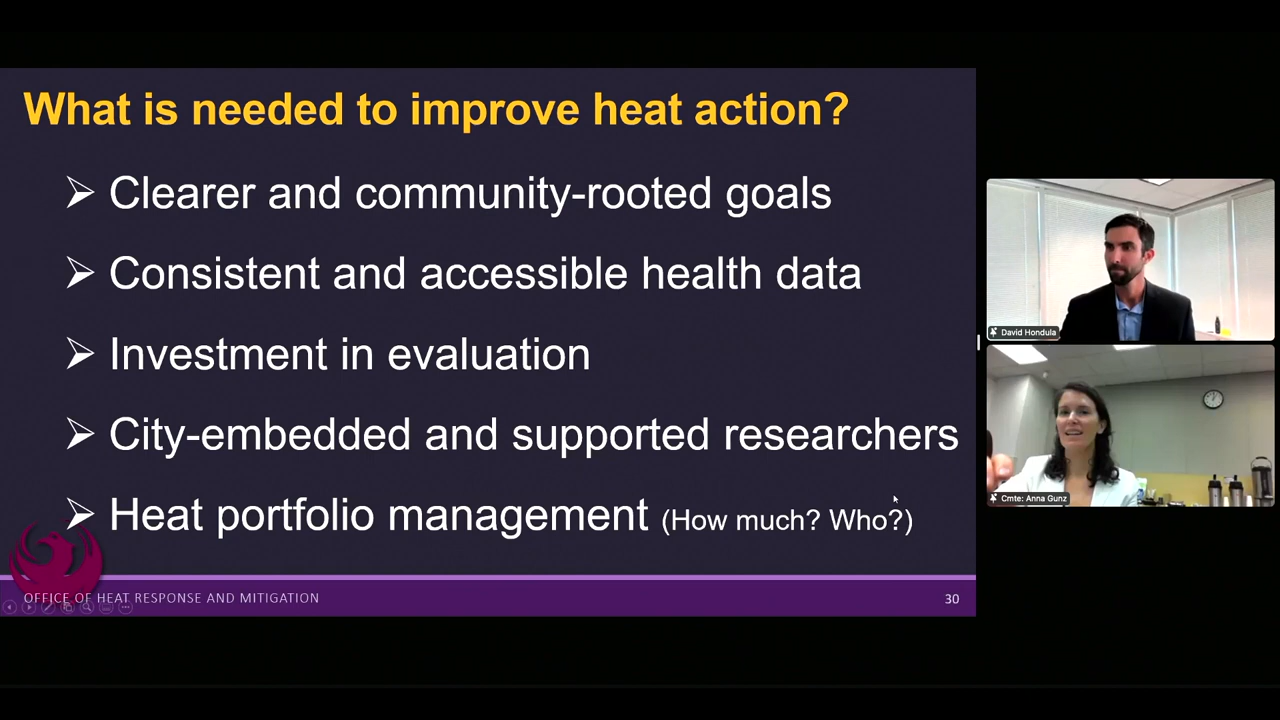 What is needed to improve heat action?
Clearer and community-rooted goals
Consistent and accessible health data
Investment in evaluation
City-embedded and supported researchers
Heat portfolio management (How much? Who?)
OFFICE OF HEAT RESPONSE AND MITIGATION
30
David Hondula
Cmte: Anna Gunz